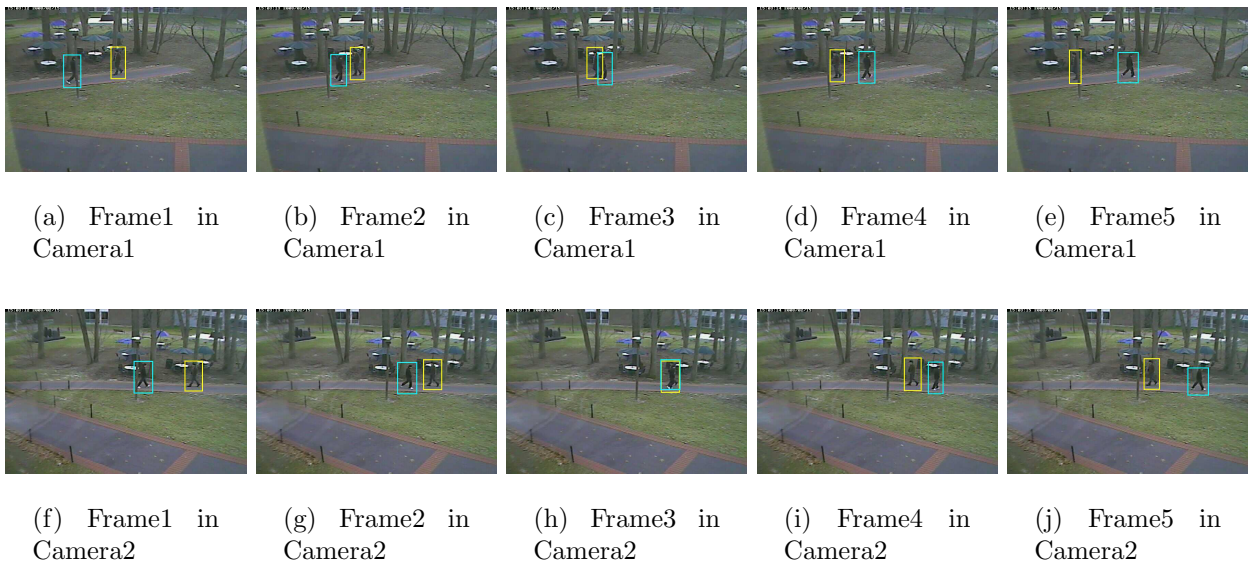 (a) Frame1 in
Camera1
(b) Frame2 in
Camera1
(c) Frame3 in
Camera1
(d) Frame4 in
Camera1
(e) Frame5 in
Camera1
(f) Frame1 in
Camera2
(g) Frame2 in
Camera2
(h) Frame3 in
Camera2
(i) Frame4 in
Camera2
(j) Frame5 in
Camera2